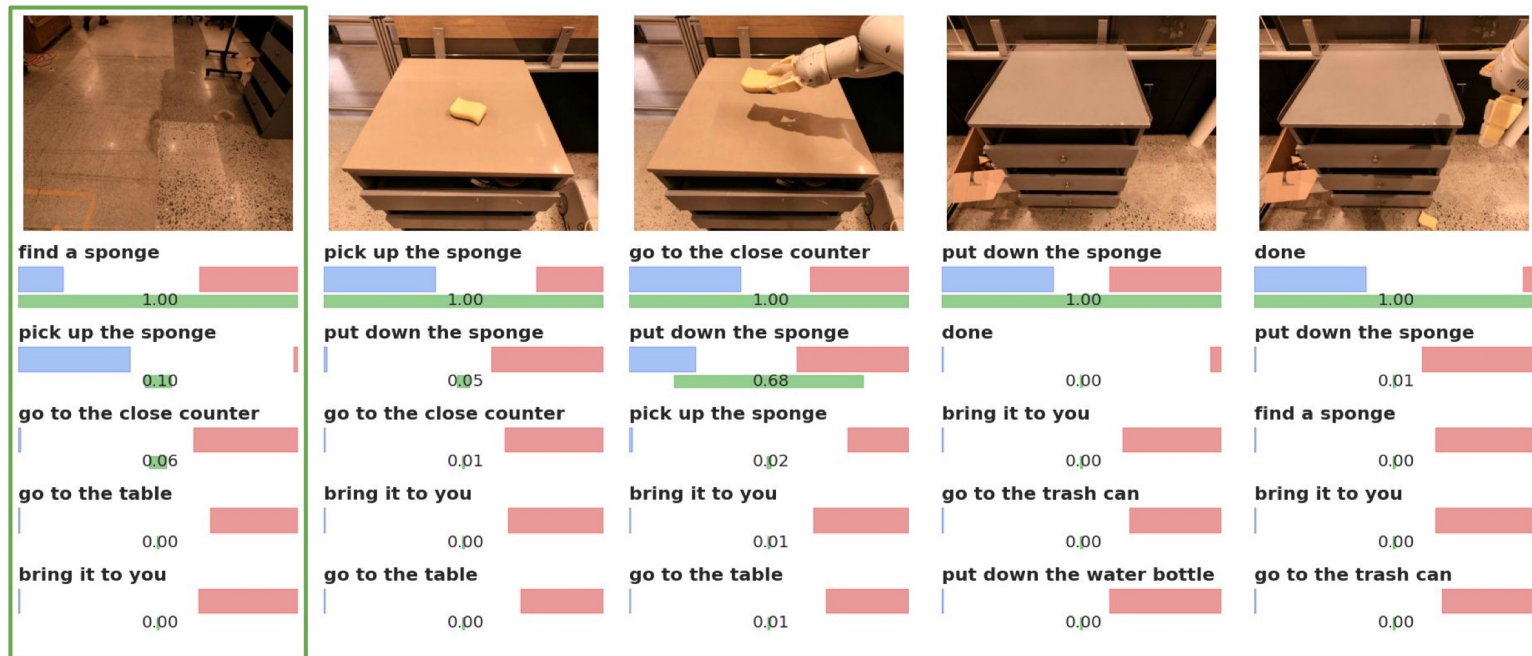 find a sponge
1.00
pick up the sponge
0.10
go to the close counter
0.06
go to the table
0.00
bring it to you
0.00
pick up the sponge
1.00
put down the sponge
0.05
go to the close counter
0.01
bring it to you
0.00
go to the table
0.00
go to the close counter
1.00
put down the sponge
0.68
pick up the sponge
0.02
bring it to you
0.01
go to the table
0.01
put down the sponge
1.00
done
0.00
bring it to you
0.00
go to the trash can
0.00
put down the water bottle
0.00
done
1.00
put down the sponge
0.01
find a sponge
0.00
bring it to you
0.00
go to the trash can
0.00